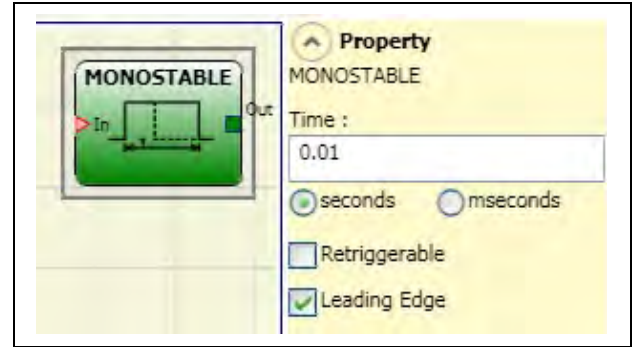 MONOSTABLE
In
Out
T
Property
MONOSTABLE
Time :
0.01
seconds mseconds
Retriggerable
Leading Edge